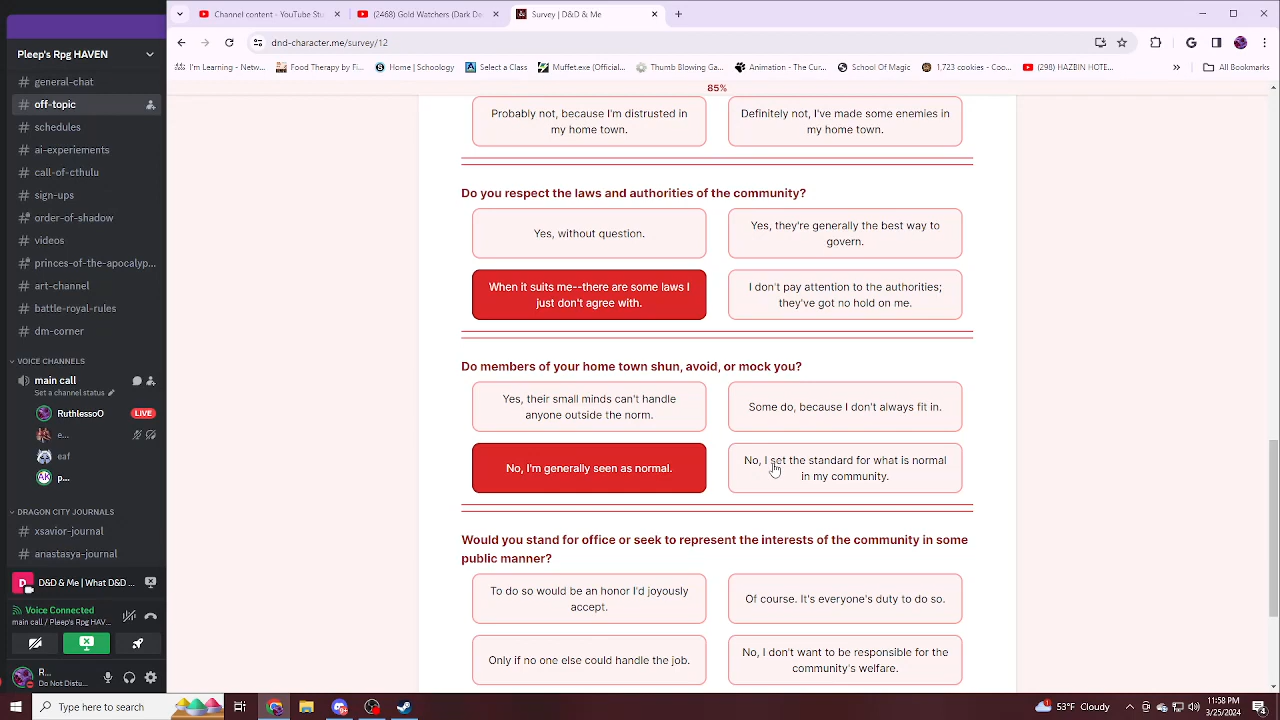 Channel content - YouTube Stu
(2468) Gold Watchers (Dark Do
Survey | D&D & Me
dnd-character.me/survey/12
I'm Learning - Netw...
Food Therapy by Fi...
Home | Schoology
Select a Class
Muffet.exe(Official...
Thumb Blowing Ga...
Animation - The Cur...
School Of Magic
1,723 cookies - Coo...
(298) HAZBIN HOTE...
»
All Bookmarks
Pleep's Rpg HAVEN
# general-chat
# off-topic
# schedules
# ai-experiements
# call-of-cthulu
# sign-ups
# order-of-shadow
# videos
# princes-of-the-apocalyp...
# art-channel
# battle-royal-rules
# dm-corner
VOICE CHANNELS
main call
Set a channel status
RuthlessoO
LIVE
e...
eaf
AK
p...
DRAGON CITY JOURNALS
# xsavior-journal
# anastasya-journal
D
D&D & Me | What D&D ...
Voice Connected
main call / Pleep's Rpg HAV...
R...
Do Not Distu...
85%
Probably not, because I'm distrusted in
my home town.
Definitely not, I've made some enemies in
my home town.
Do you respect the laws and authorities of the community?
Yes, without question.
Yes, they're generally the best way to
govern.
When it suits me--there are some laws I
just don't agree with.
I don't pay attention to the authorities;
they've got no hold on me.
Do members of your home town shun, avoid, or mock you?
Yes, their small minds can't handle
anyone outside the norm.
Some do, because I don't always fit in.
No, I'm generally seen as normal.
No, I set the standard for what is normal
in my community.
Would you stand for office or seek to represent the interests of the community in some
public manner?
To do so would be an honor I'd joyously
accept.
Of course. It's everyone's duty to do so.
Only if no one else could handle the job.
No, I don't want to be responsible for the
community's welfare.
Type here to search
53°F Cloudy
11:58 PM
3/25/2024